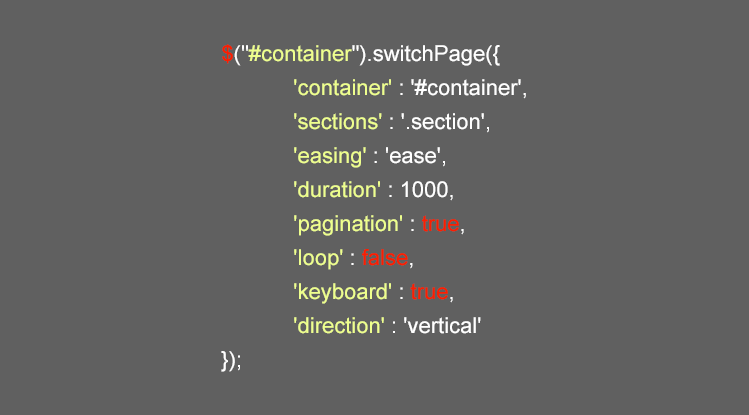 $("#container").switchPage({
'container' : '#container',
'sections' : '.section',
'easing' : 'ease',
'duration' : 1000,
'pagination' : true,
'loop' : false,
'keyboard' : true,
'direction' : 'vertical'
});